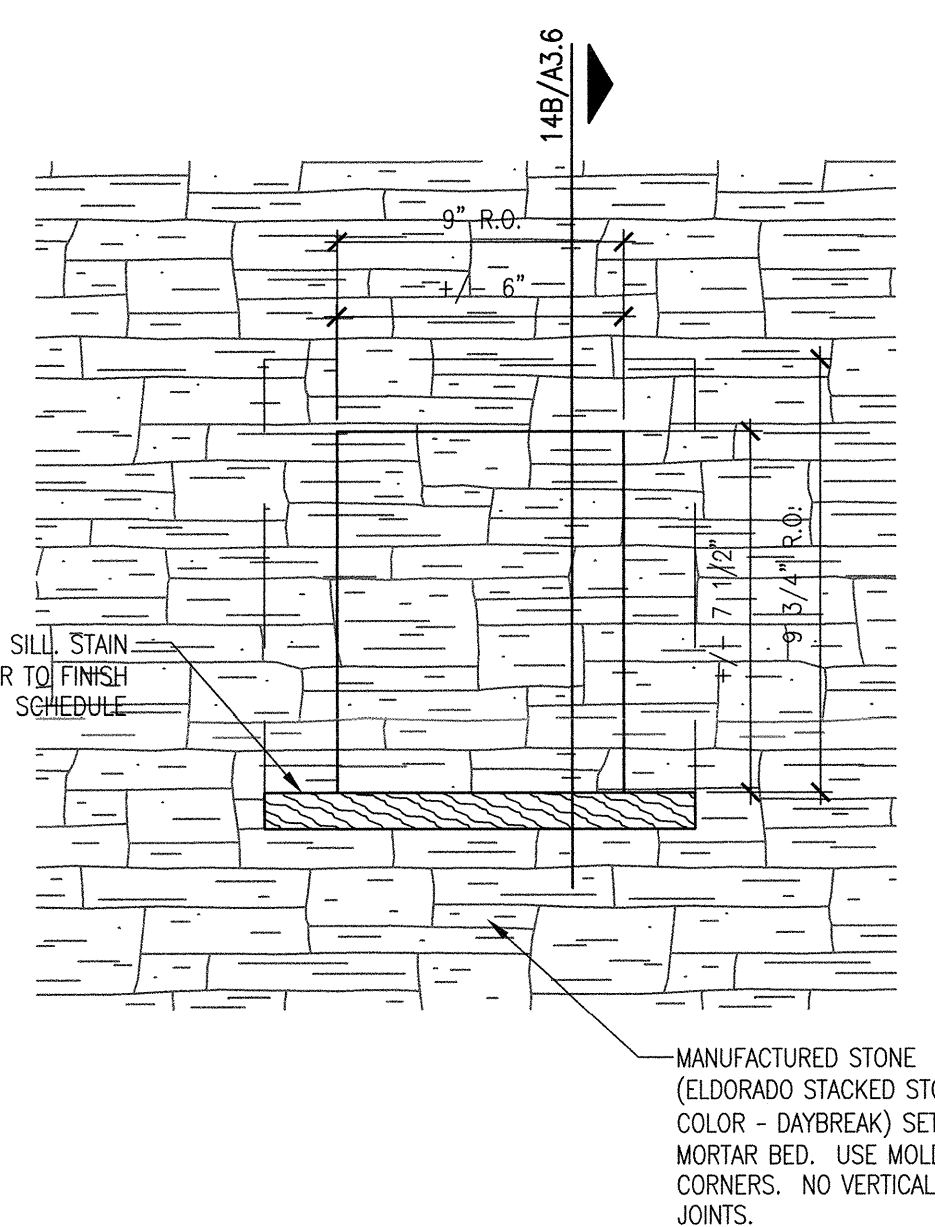 14B/A3.6
9" R.O.
+/- 6"
+/- 7 1/2"
9 3/4" R.O.
SILL. STAIN
R TO FINISH
SCHEDULE
MANUFACTURED STONE
(ELDORADO STACKED STO
COLOR - DAYBREAK) SET
MORTAR BED. USE MOLD
CORNERS. NO VERTICAL
JOINTS.